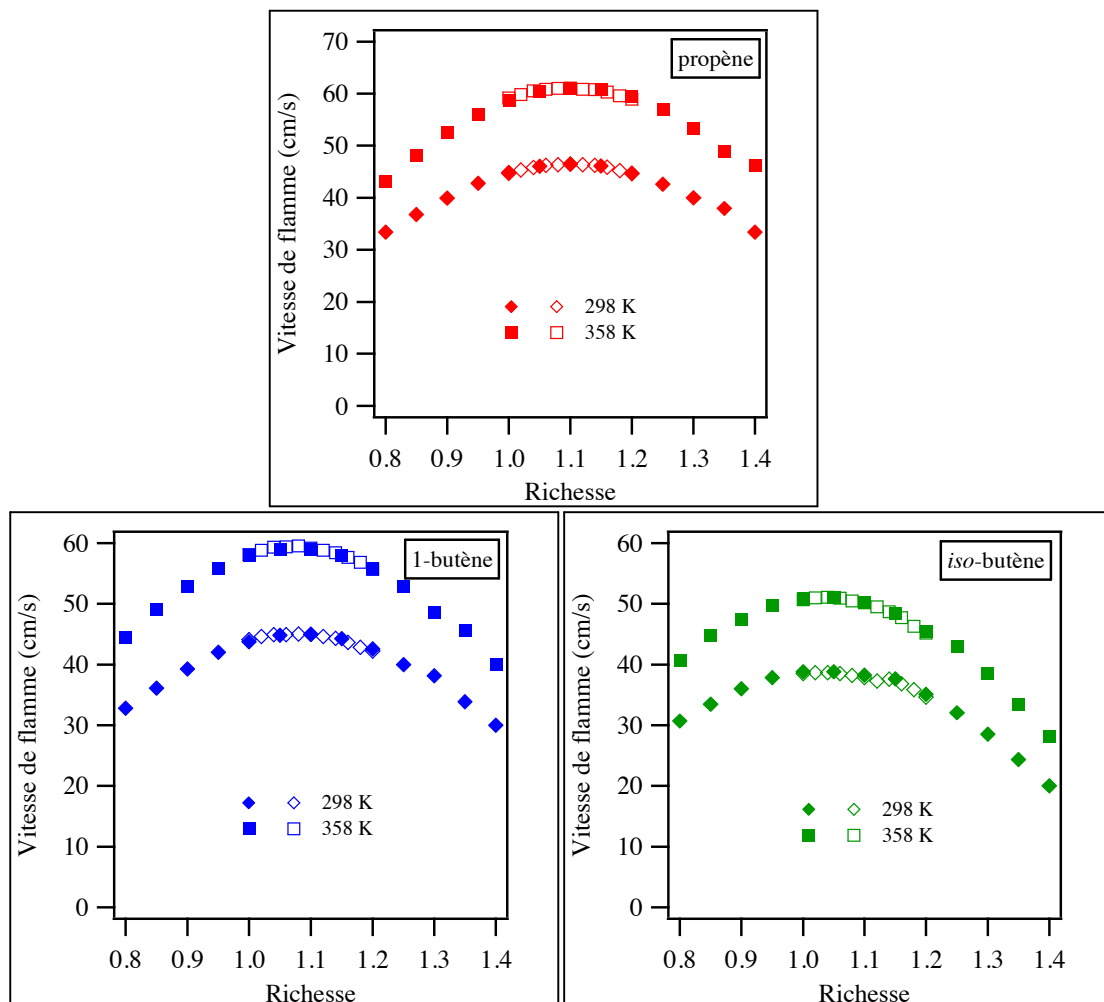 propène
Vitesse de flamme (cm/s)
70
60
50
40
30
20
10
0
298 K
358 K
0.8 0.9 1.0 1.1 1.2 1.3 1.4
Richesse
1-butène
Vitesse de flamme (cm/s)
60
50
40
30
20
10
0
298 K
358 K
0.8 0.9 1.0 1.1 1.2 1.3 1.4
Richesse
iso-butène
Vitesse de flamme (cm/s)
60
50
40
30
20
10
0
298 K
358 K
0.8 0.9 1.0 1.1 1.2 1.3 1.4
Richesse